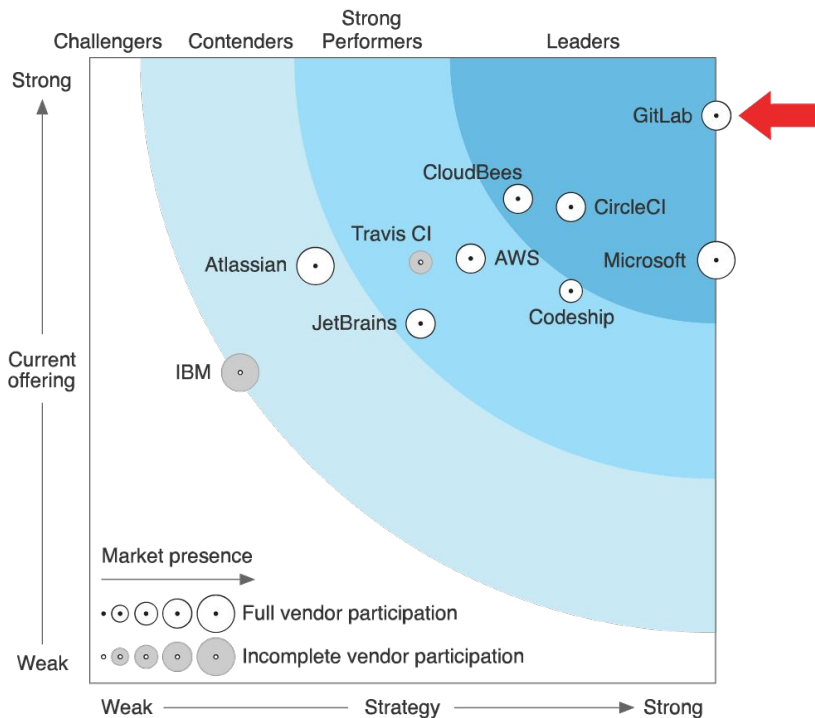 Challengers
Contenders
Strong
Performers
Leaders
Strong
GitLab
CloudBees
CircleCI
Travis CI
Atlassian
AWS
Microsoft
JetBrains
Codeship
Current
offering
IBM
Market presence
Full vendor participation
Incomplete vendor participation
Weak
Weak
Strategy
Strong